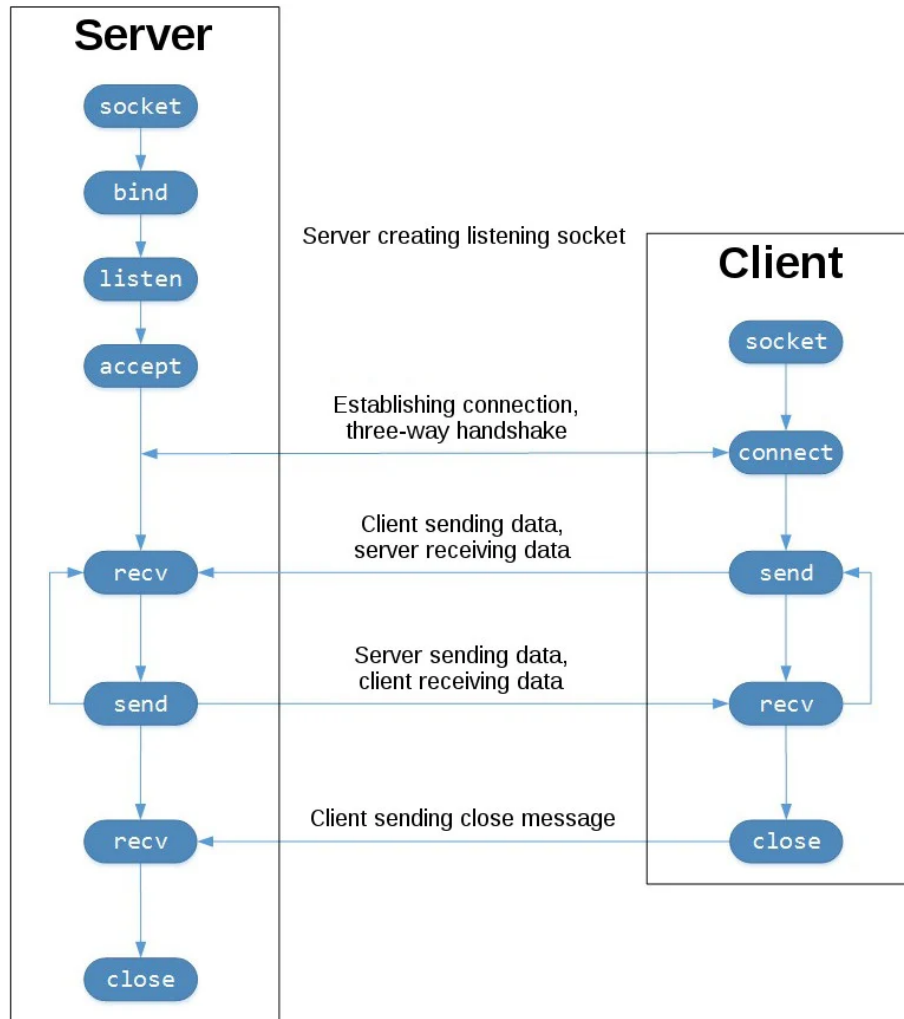 Server
socket
bind
listen
accept
recv
send
recv
close
Server creating listening socket
Establishing connection,
three-way handshake
Client sending data,
server receiving data
Server sending data,
client receiving data
Client sending close message
Client
socket
connect
send
recv
close